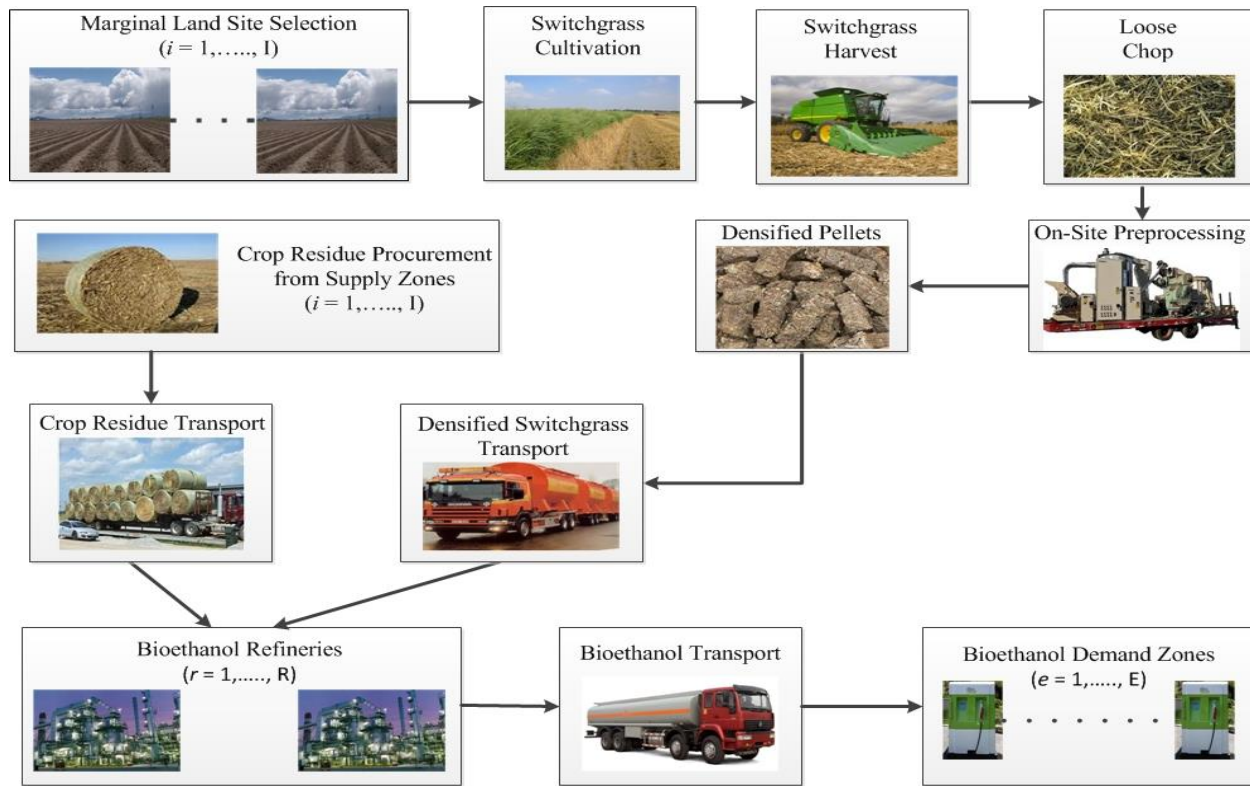 Marginal Land Site Selection
(i = 1,….., I)
Switchgrass
Cultivation
Switchgrass
Harvest
Loose
Chop
Crop Residue Procurement
from Supply Zones
(i = 1,….., I)
Densified Pellets
On-Site Preprocessing
Crop Residue Transport
Densified Switchgrass
Transport
Bioethanol Refineries
(r = 1,....., R)
Bioethanol Transport
Bioethanol Demand Zones
(e = 1,....., E)